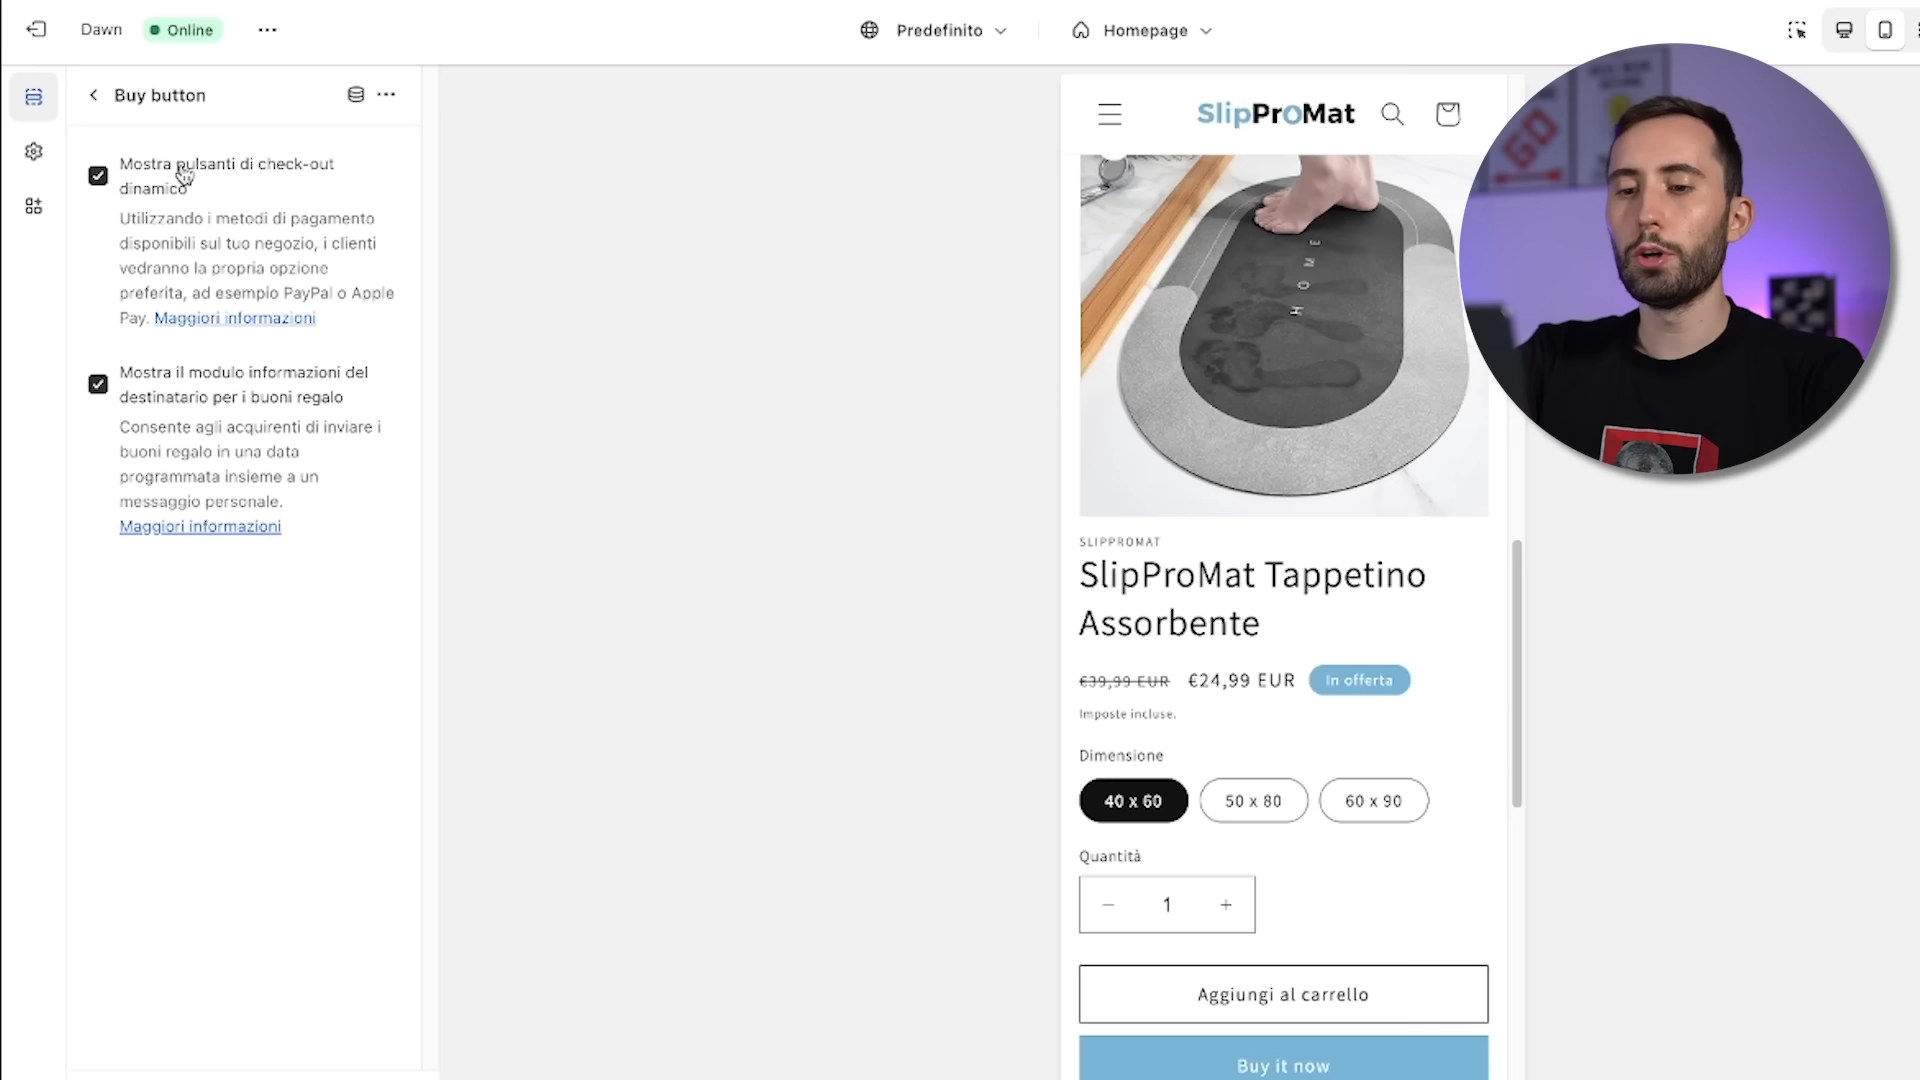 Dawn
Online
Predefinito
Homepage
Buy button
Mostra pulsanti di check-out
dinamico
Utilizzando i metodi di pagamento
disponibili sul tuo negozio, i clienti
vedranno la propria opzione
preferita, ad esempio PayPal o Apple
Pay. Maggiori informazioni
Mostra il modulo informazioni del
destinatario per i buoni regalo
Consente agli acquirenti di inviare i
buoni regalo in una data
programmata insieme a un
messaggio personale.
Maggiori informazioni
SlipProMat
HOME
GO
SLIPPROMAT
SlipProMat Tappetino
Assorbente
€39,99 EUR €24,99 EUR In offerta
Imposte incluse.
Dimensione
40 x 60 50 x 80 60 x 90
Quantità
1
Aggiungi al carrello
Buy it now